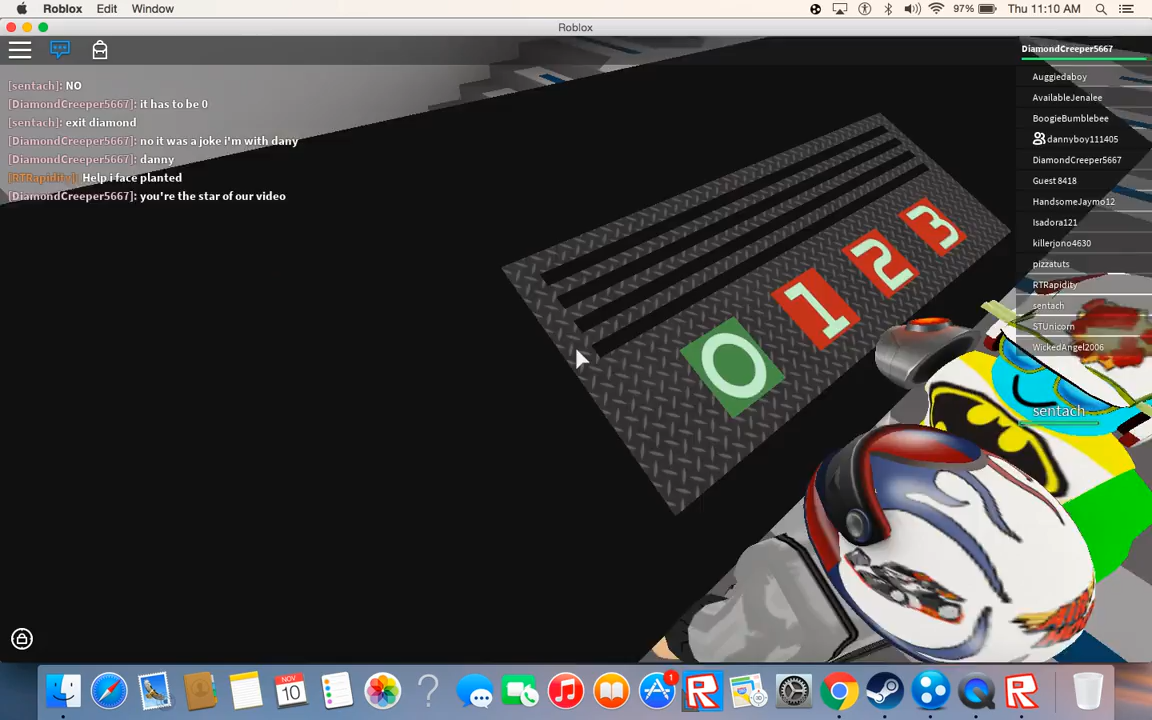 Roblox Edit Window 97% Thu 11:10 AM
Roblox
DiamondCreeper5667
Auggiedaboy
AvailableJenalee
BoogieBumblebee
dannyboy111405
DiamondCreeper5667
Guest 8418
HandsomeJaymo12
Isadora121
killerjono4630
pizzatuts
RTRapidity
sentach
STUnicorn
WickedAngel2006
[sentach]: NO
[DiamondCreeper5667]: it has to be 0
[sentach]: exit diamond
[DiamondCreeper5667]: no it was a joke i'm with dany
[DiamondCreeper5667]: danny
[RTRapidity]: Help i face planted
[DiamondCreeper5667]: you're the star of our video
0 1 2 3
sentach
NOV
10
1